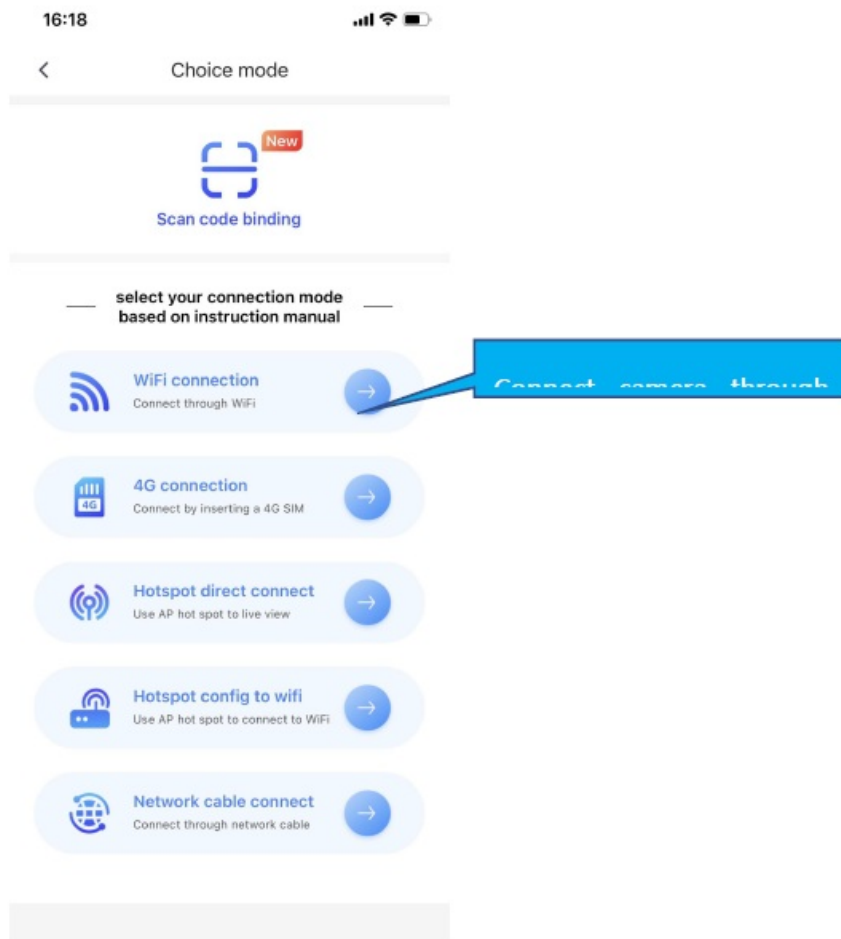 16:18
Choice mode
New
Scan code binding
select your connection mode
based on instruction manual
WiFi connection
Connect through WiFi
Connect camera through
4G connection
4G
Connect by inserting a 4G SIM
Hotspot direct connect
Use AP hot spot to live view
Hotspot config to wifi
Use AP hot spot to connect to WiFi
Network cable connect
Connect through network cable